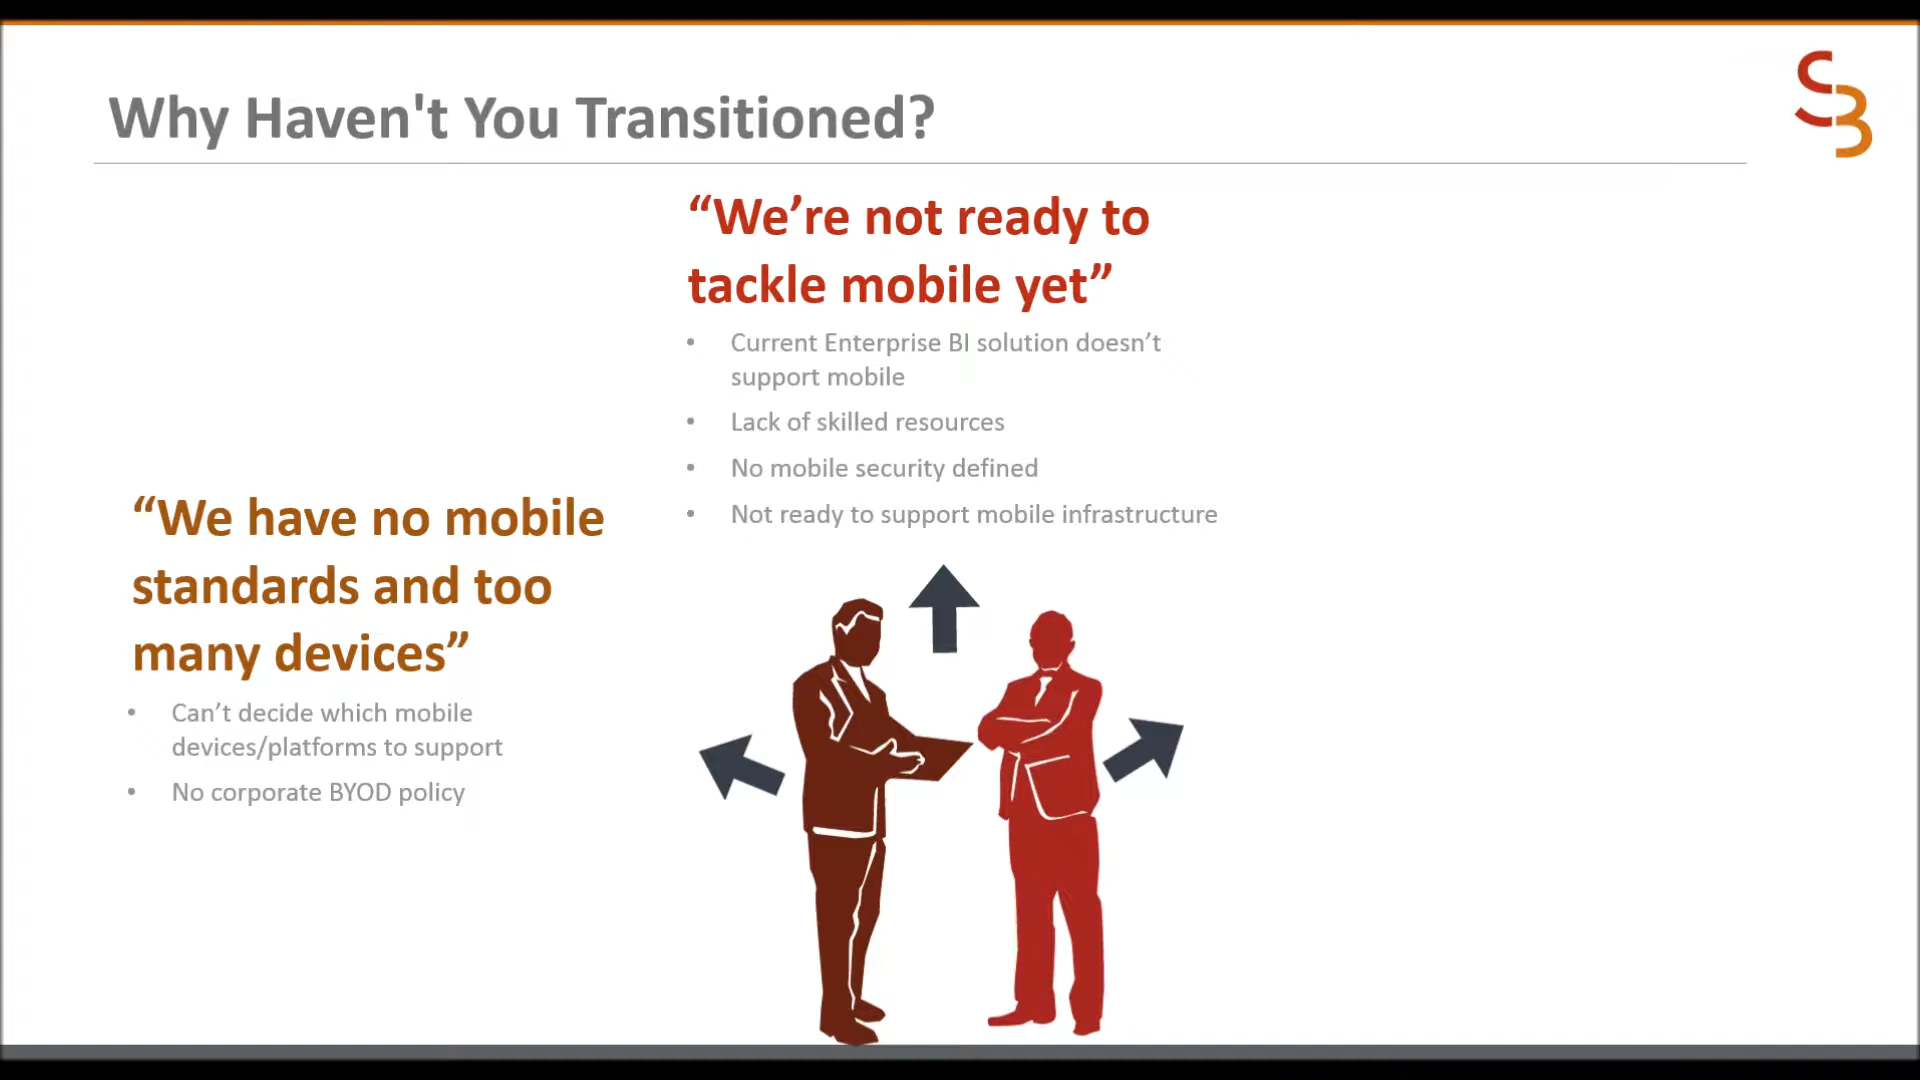 Why Haven't You Transitioned?
SB
“We’re not ready to
tackle mobile yet”
• Current Enterprise BI solution doesn’t
support mobile
• Lack of skilled resources
• No mobile security defined
• Not ready to support mobile infrastructure
“We have no mobile
standards and too
many devices”
• Can’t decide which mobile
devices/platforms to support
• No corporate BYOD policy